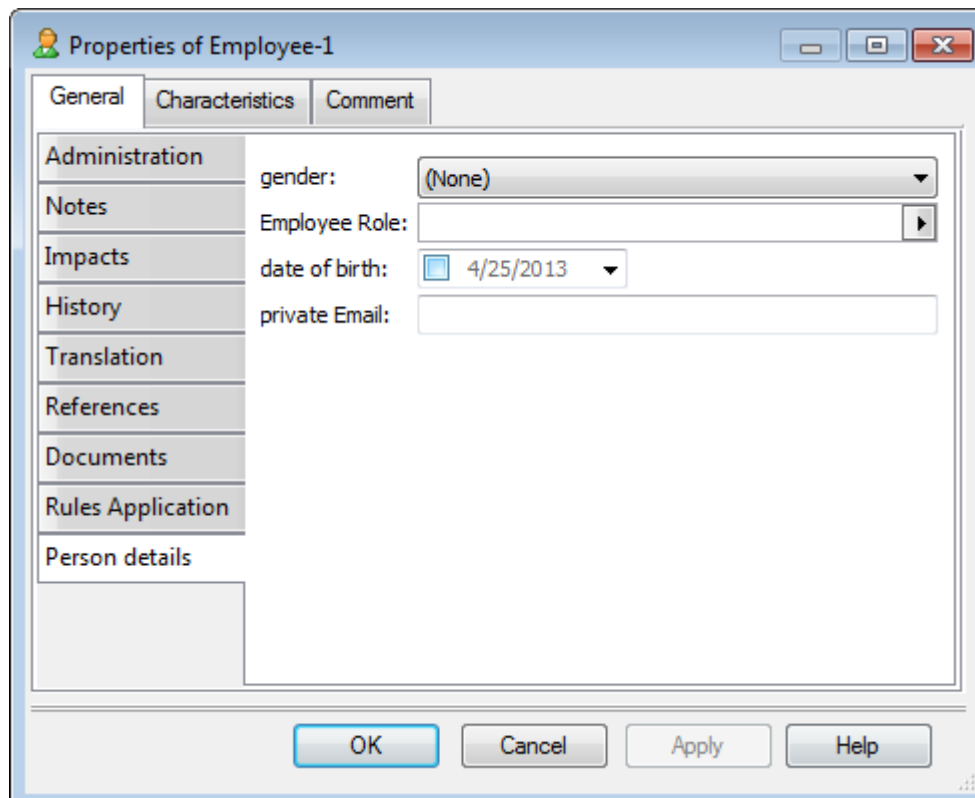 Properties of Employee-1
General Characteristics Comment
Administration
Notes
Impacts
History
Translation
References
Documents
Rules Application
Person details
gender: (None)
Employee Role:
date of birth: 4/25/2013
private Email:
OK Cancel Apply Help